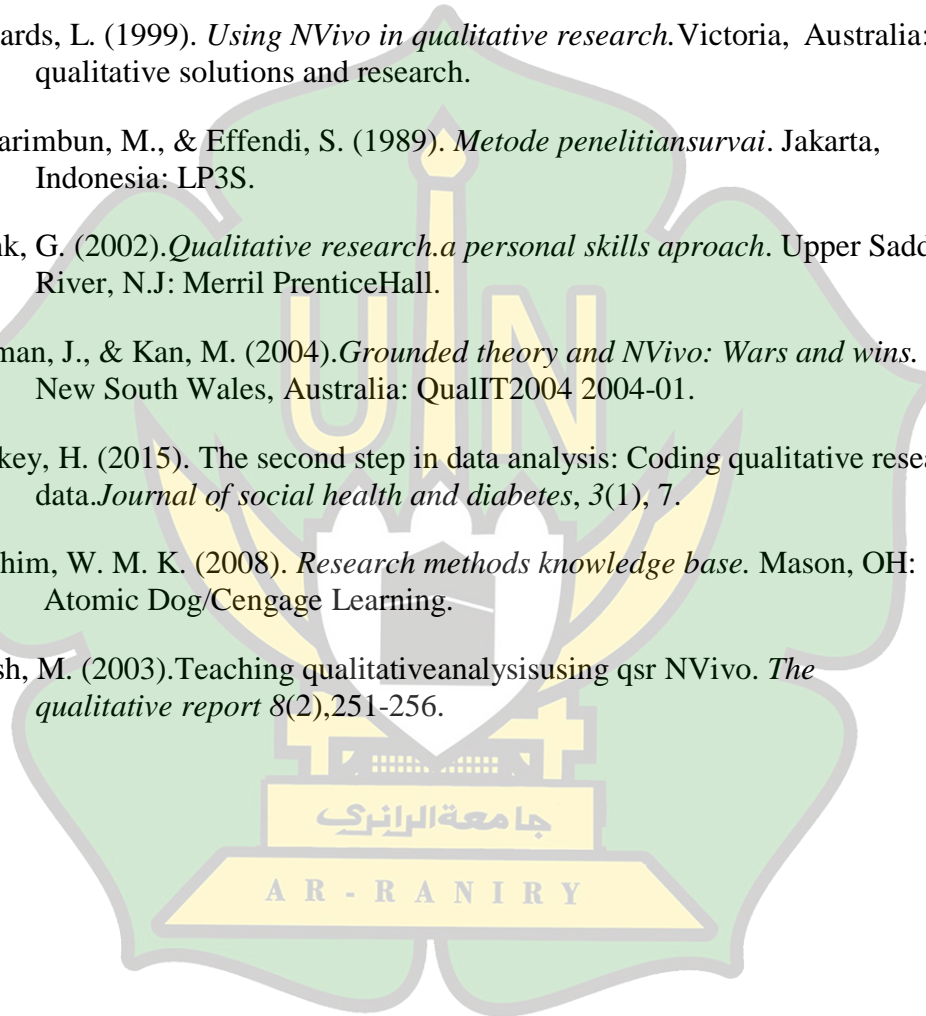 ards, L. (1999). Using NVivo in qualitative research.Victoria, Australia:
qualitative solutions and research.
arimbun, M., & Effendi, S. (1989). Metode penelitiansurvai. Jakarta,
Indonesia: LP3S.
nk, G. (2002).Qualitative research.a personal skills aproach. Upper Sadd
River, N.J: Merril PrenticeHall.
man, J., & Kan, M. (2004).Grounded theory and NVivo: Wars and wins.
New South Wales, Australia: QualIT2004 2004-01.
key, H. (2015). The second step in data analysis: Coding qualitative resea
data.Journal of social health and diabetes, 3(1), 7.
him, W. M. K. (2008). Research methods knowledge base. Mason, OH:
Atomic Dog/Cengage Learning.
sh, M. (2003).Teaching qualitativeanalysisusing qsr NVivo. The
qualitative report 8(2),251-256.
UIN
جامعة الرانري
AR-RANIRY